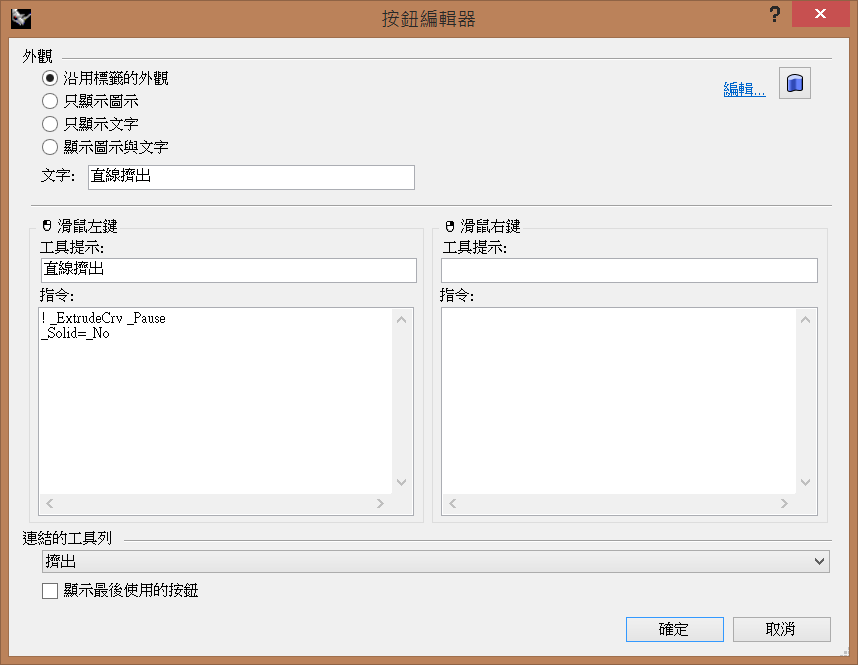 按鈕編輯器
?
外觀
沿用標籤的外觀
只顯示圖示
只顯示文字
顯示圖示與文字
編輯...
文字: 直線擠出
滑鼠左鍵
工具提示:
直線擠出
指令:
! _ExtrudeCrv _Pause
_Solid=_No
滑鼠右鍵
工具提示:
指令:
連結的工具列
擠出
顯示最後使用的按鈕
確定
取消